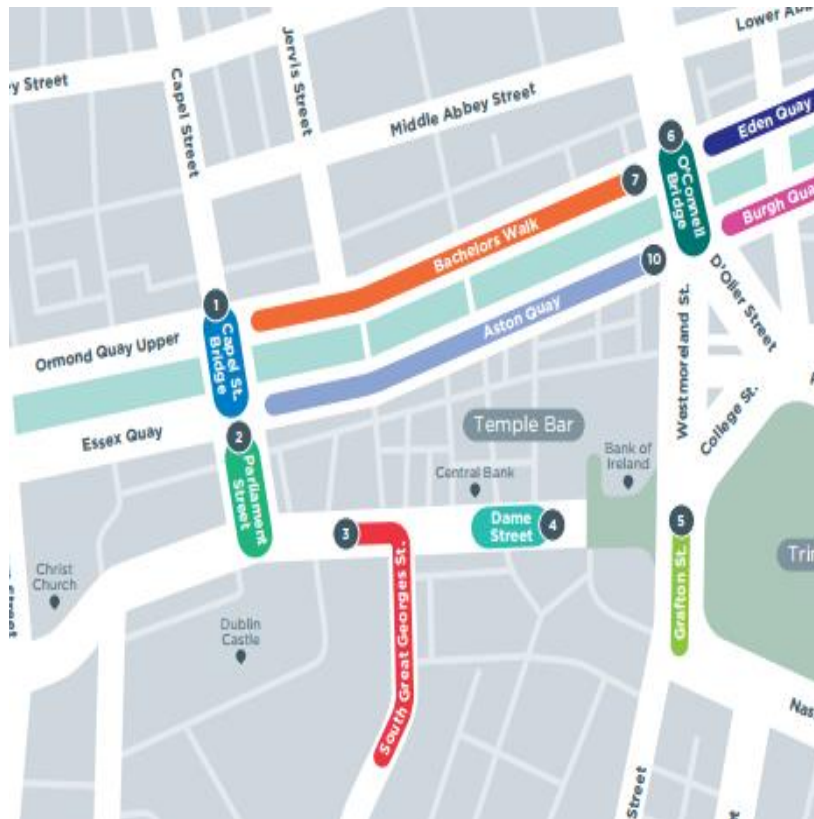 Lower Ab
ry Street
Capel Street
Jervis Street
Middle Abbey Street
6
O'Connell
Bridge
Eden Quay
7
Bachelors Walk
Burgh Qua
10
Aston Quay
1
Capel St.
Bridge
Ormond Quay Upper
Essex Quay
2
Parliament
Street
D'Olier Street
Westmoreland St.
College St.
Temple Bar
Bank of
Ireland
Central Bank
3
South Great Georges St.
Dame
Street
4
5
Grafton St.
Trin
Christ
Church
Dublin
Castle
Street
Nas
Street